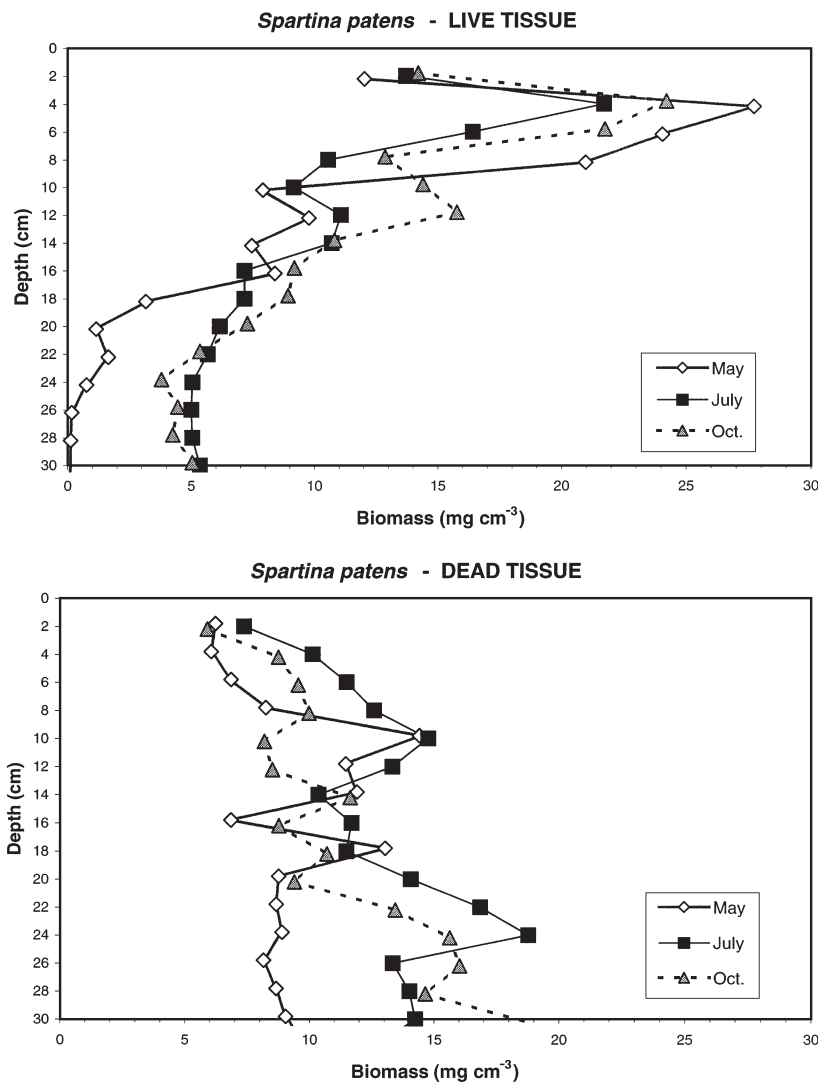 Spartina patens - LIVE TISSUE
0
2
4
6
8
10
12
14
16
18
20
22
24
26
28
30
Depth (cm)
0 5 10 15 20 25 30
Biomass (mg cm-3)
May
July
Oct.
Spartina patens - DEAD TISSUE
0
2
4
6
8
10
12
14
16
18
20
22
24
26
28
30
Depth (cm)
0 5 10 15 20 25 30
Biomass (mg cm-3)
May
July
Oct.